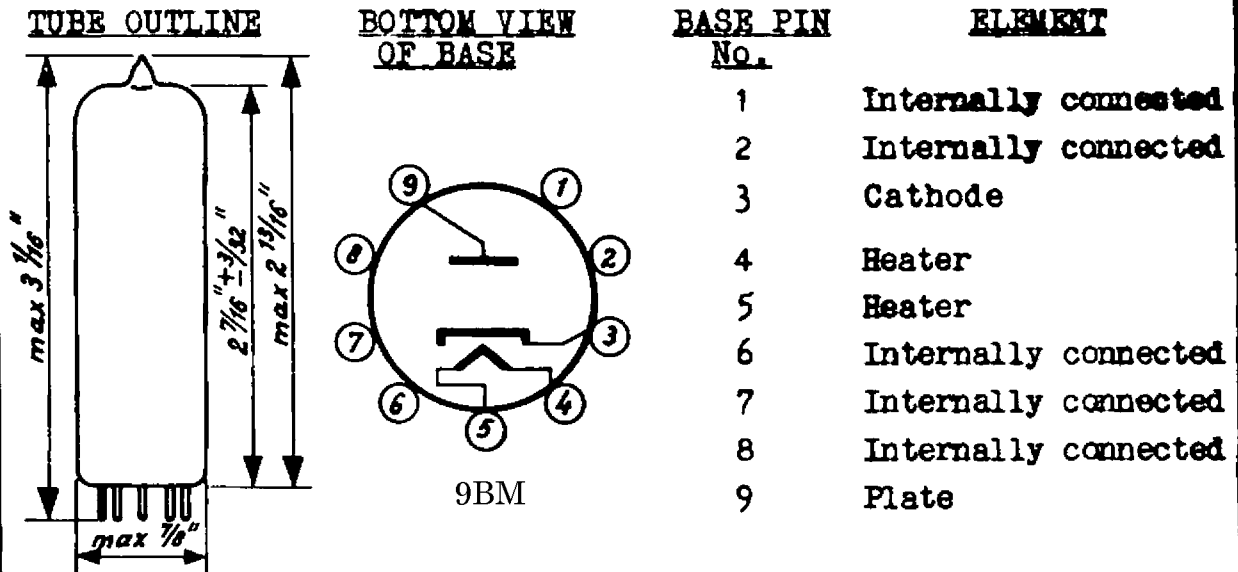 TUBE OUTLINE
max 3 1/16"
2 7/16" ± 3/32"
max 2 13/16"
max 7/8"
BOTTOM VIEW
OF BASE
9
1
8
2
7
3
6
4
5
9BM
BASE PIN ELEMENT
No.
1 Internally connected
2 Internally connected
3 Cathode
4 Heater
5 Heater
6 Internally connected
7 Internally connected
8 Internally connected
9 Plate